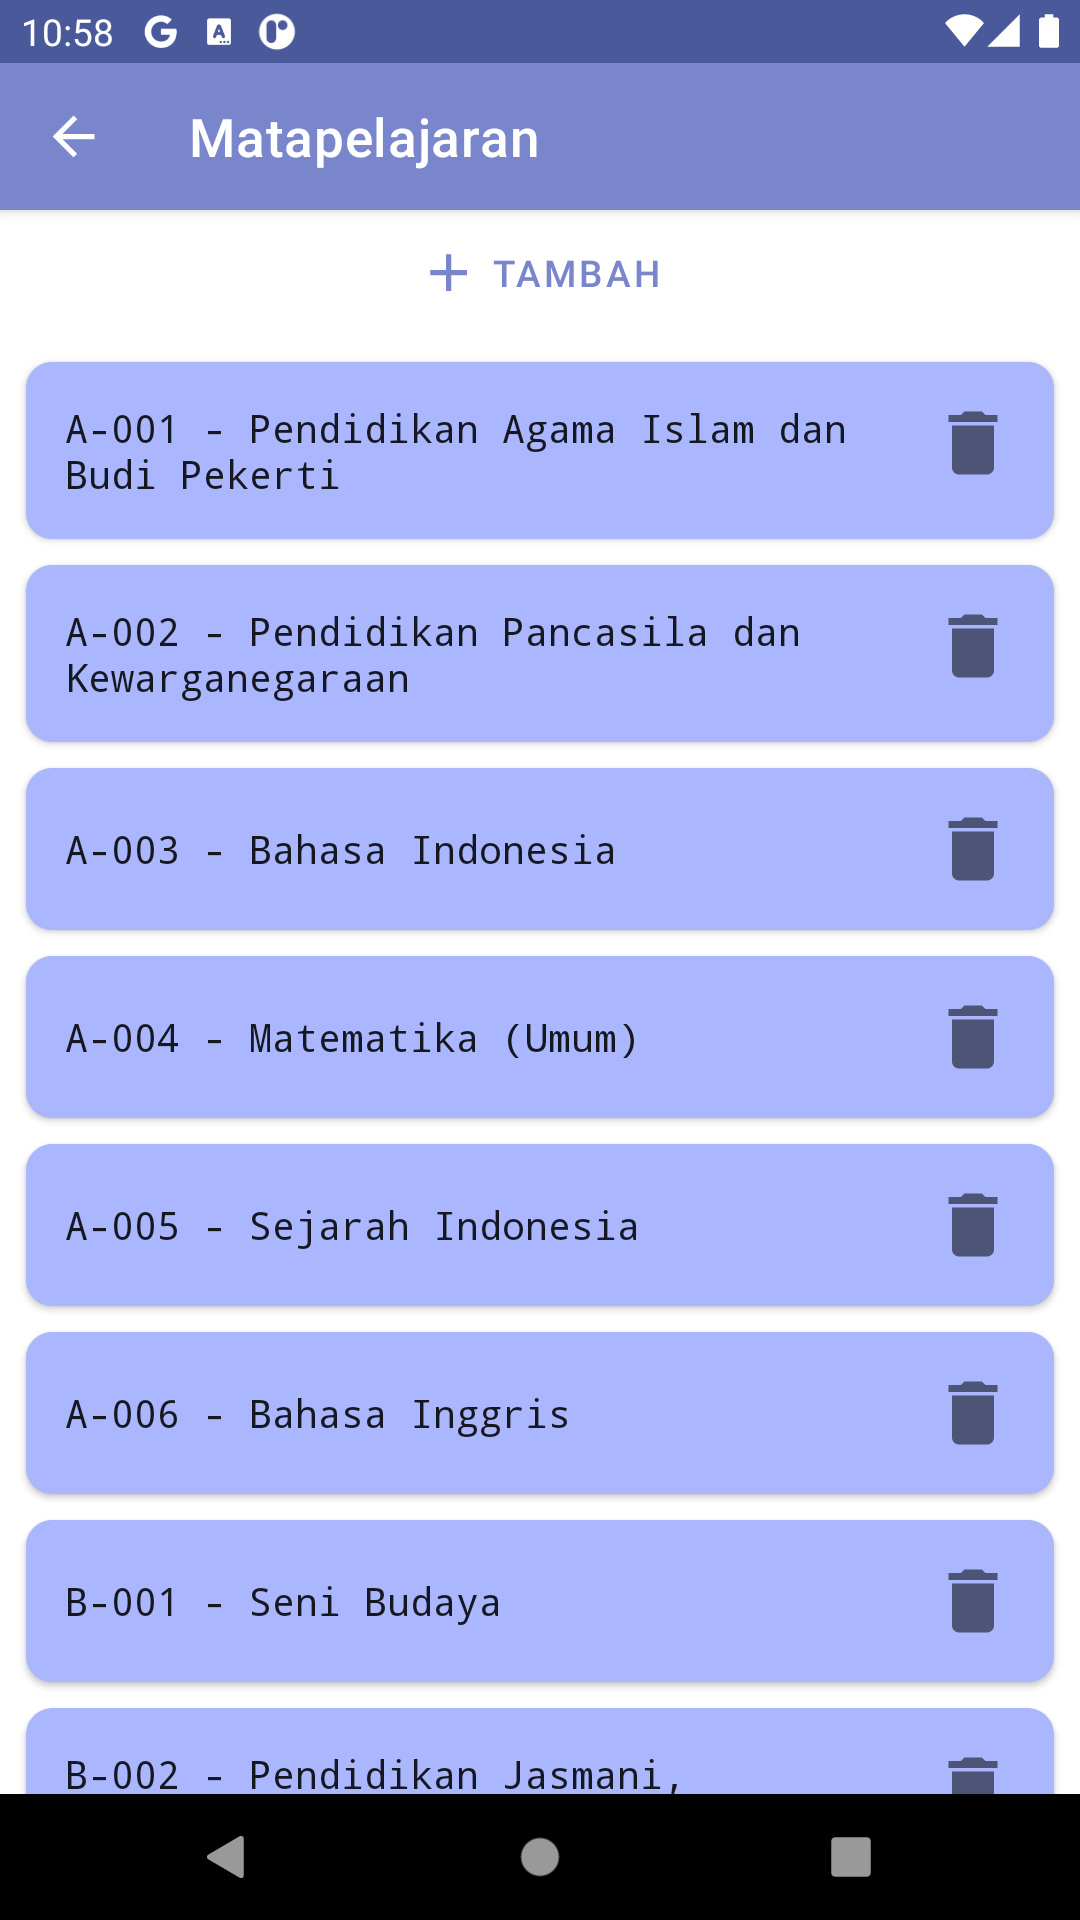 10:58
Matapelajaran
TAMBAH
A-001 - Pendidikan Agama Islam dan
Budi Pekerti
A-002 - Pendidikan Pancasila dan
Kewarganegaraan
A-003 - Bahasa Indonesia
A-004 - Matematika (Umum)
A-005 - Sejarah Indonesia
A-006 - Bahasa Inggris
B-001 - Seni Budaya
B-002 - Pendidikan Jasmani,